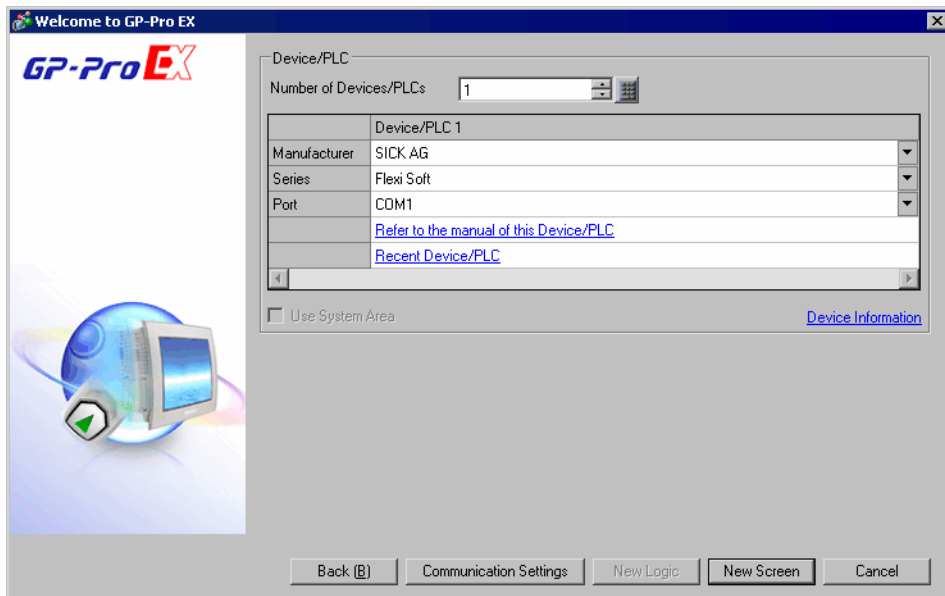 Welcome to GP-Pro EX
GP-Pro EX
Device/PLC
Number of Devices/PLCs 1
Device/PLC 1
Manufacturer SICK AG
Series Flexi Soft
Port COM1
Refer to the manual of this Device/PLC
Recent Device/PLC
Use System Area Device Information
Back (B) Communication Settings New Logic New Screen Cancel